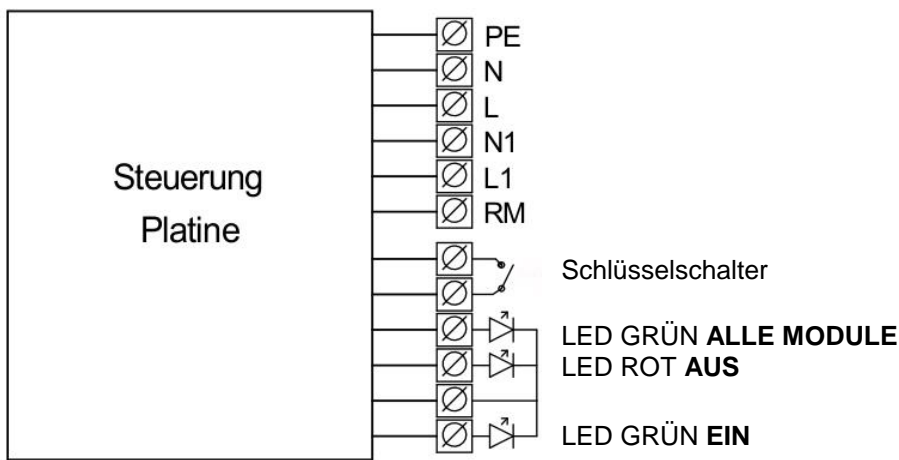 Steuerung
Platine
PE
N
L
N1
L1
RM
Schlüsselschalter
LED GRÜN ALLE MODULE
LED ROT AUS
LED GRÜN EIN